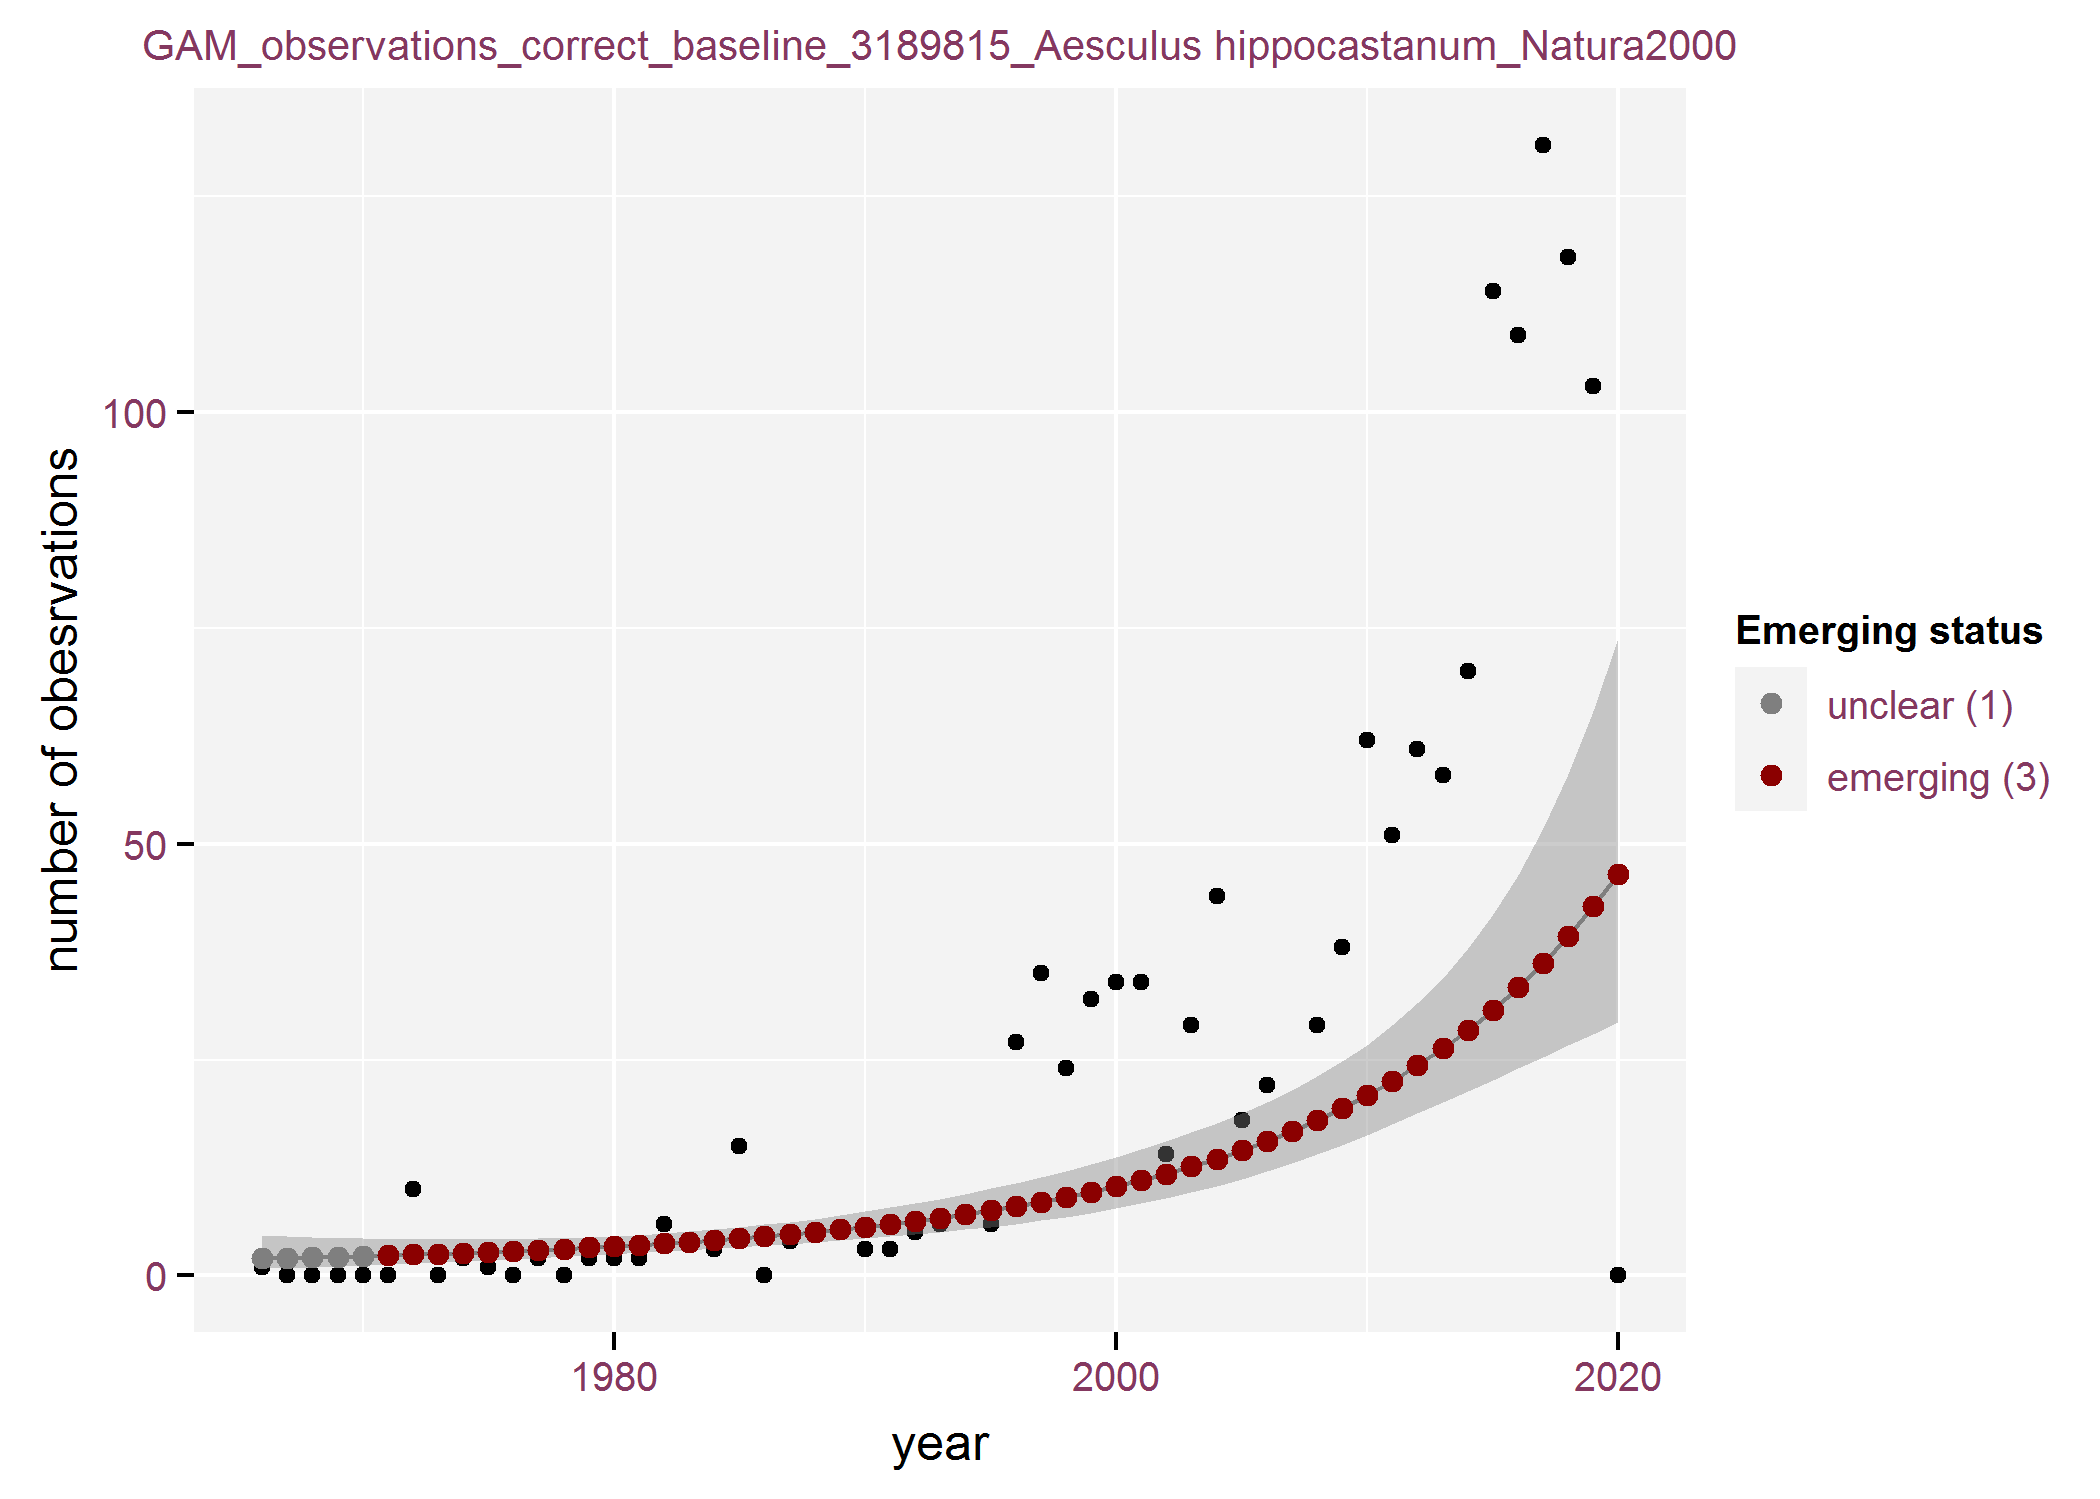 GAM_observations_correct_baseline_3189815_Aesculus hippocastanum_Natura2000
100
50
0
number of obesrvations
1980
2000
2020
year
Emerging status
unclear (1)
emerging (3)